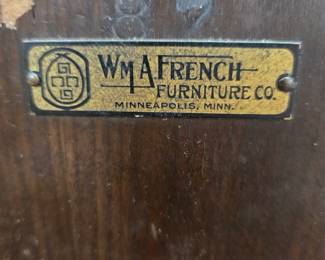 WM A FRENCH
FURNITURE CO.
MINNEAPOLIS, MINN.